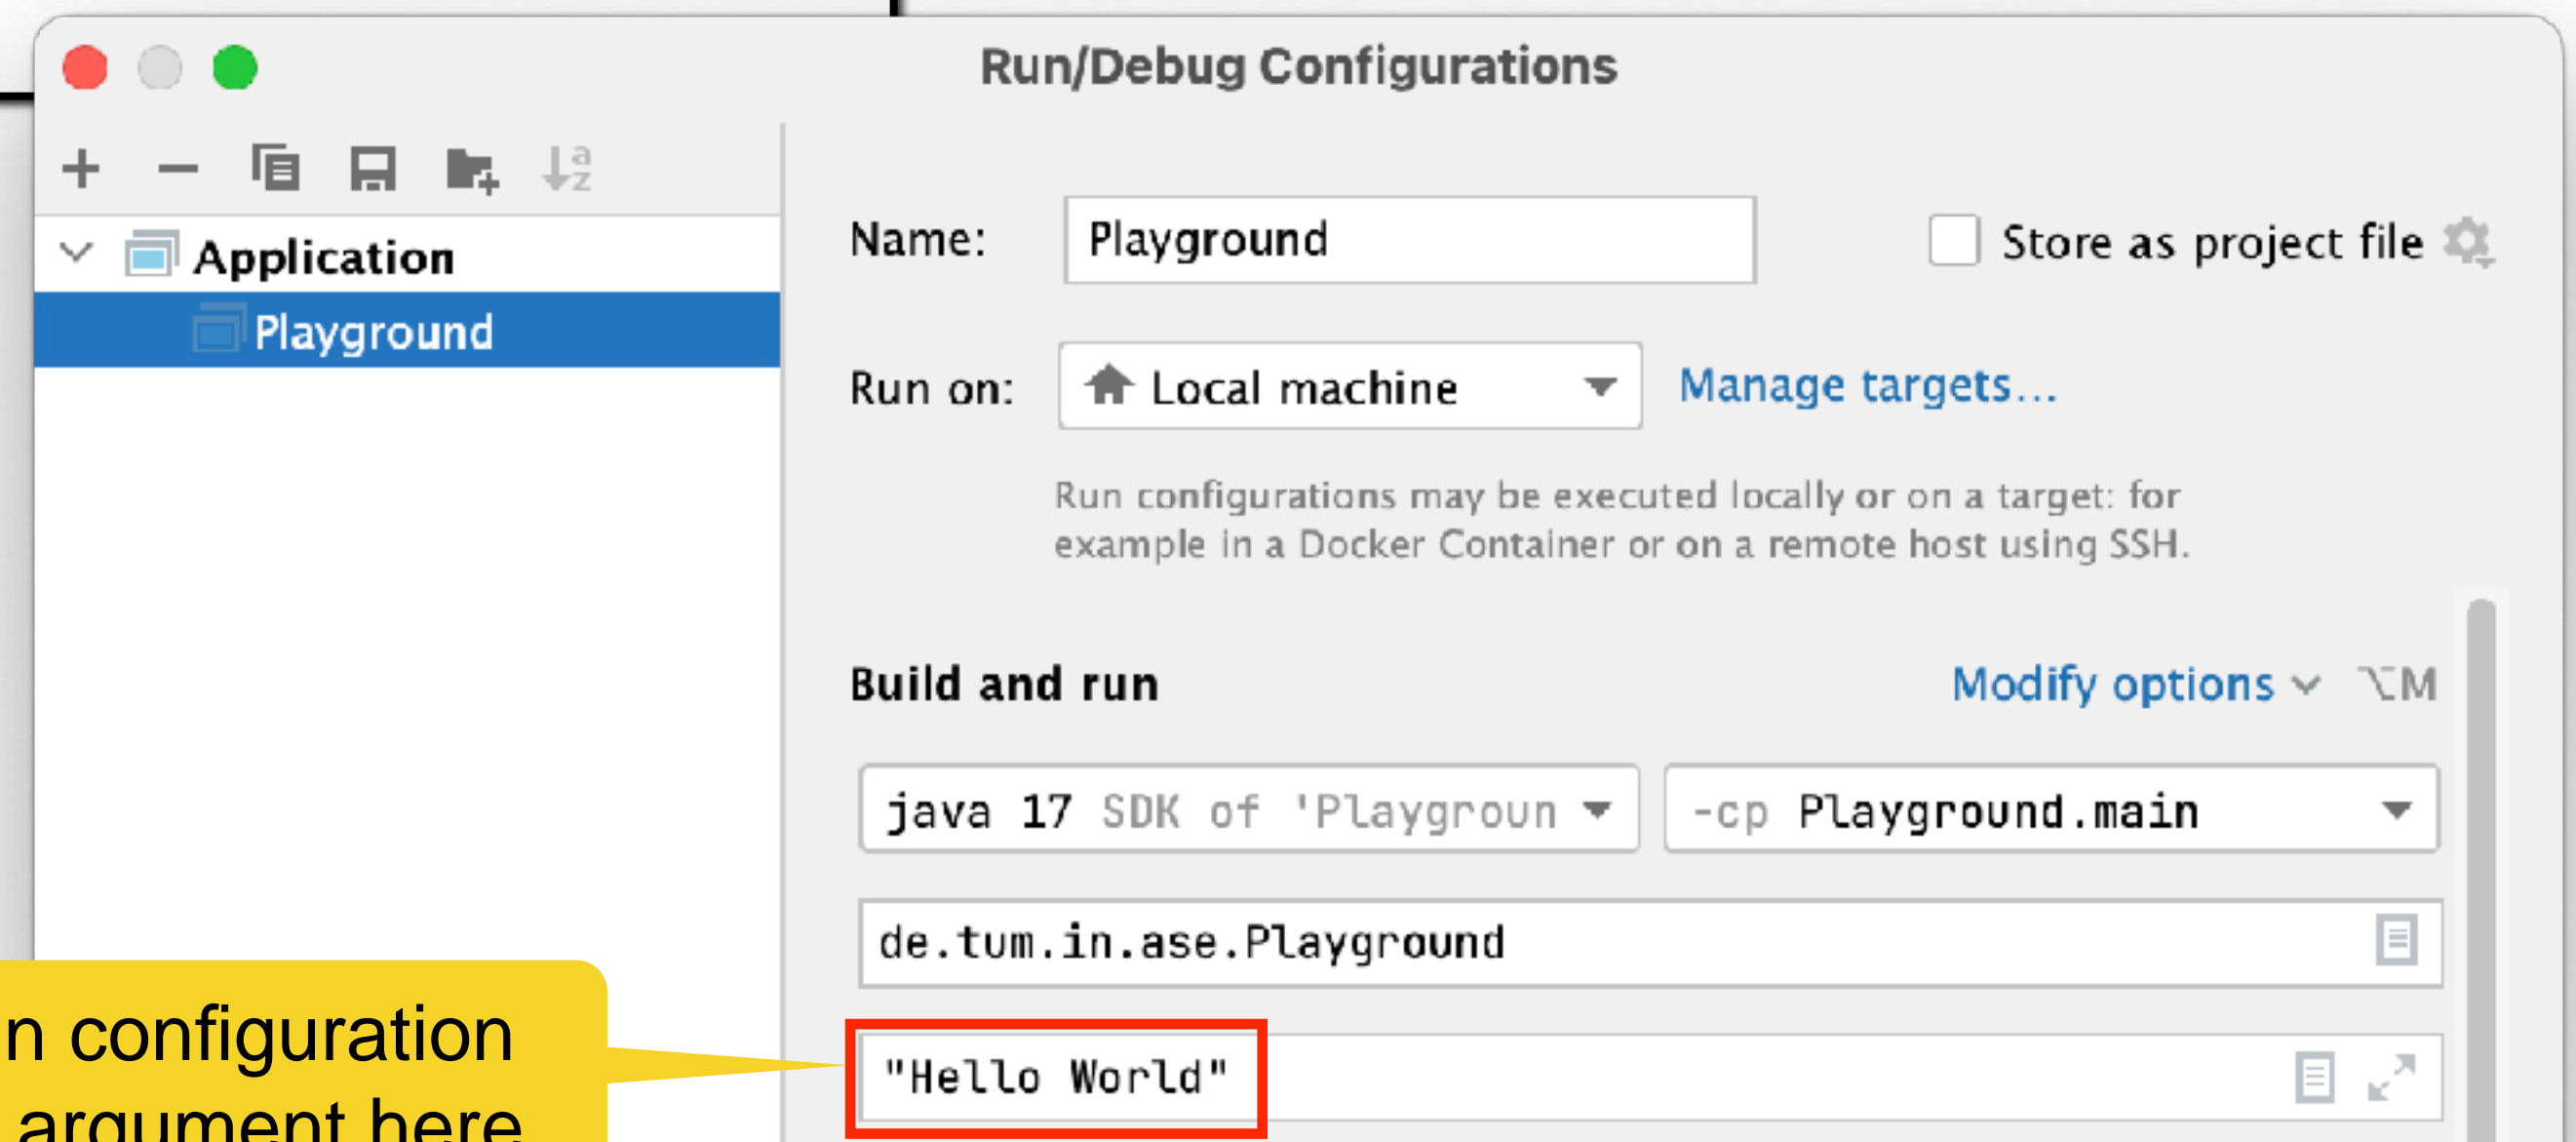 Run/Debug Configurations
Application
Playground
Name: Playground
Store as project file
Run on: Local machine Manage targets...
Run configurations may be executed locally or on a target: for
example in a Docker Container or on a remote host using SSH.
Build and run
Modify options ⌥M
java 17 SDK of 'Playgroun
-cp Playground.main
de.tum.in.ase.Playground
"Hello World"
n configuration
argument here